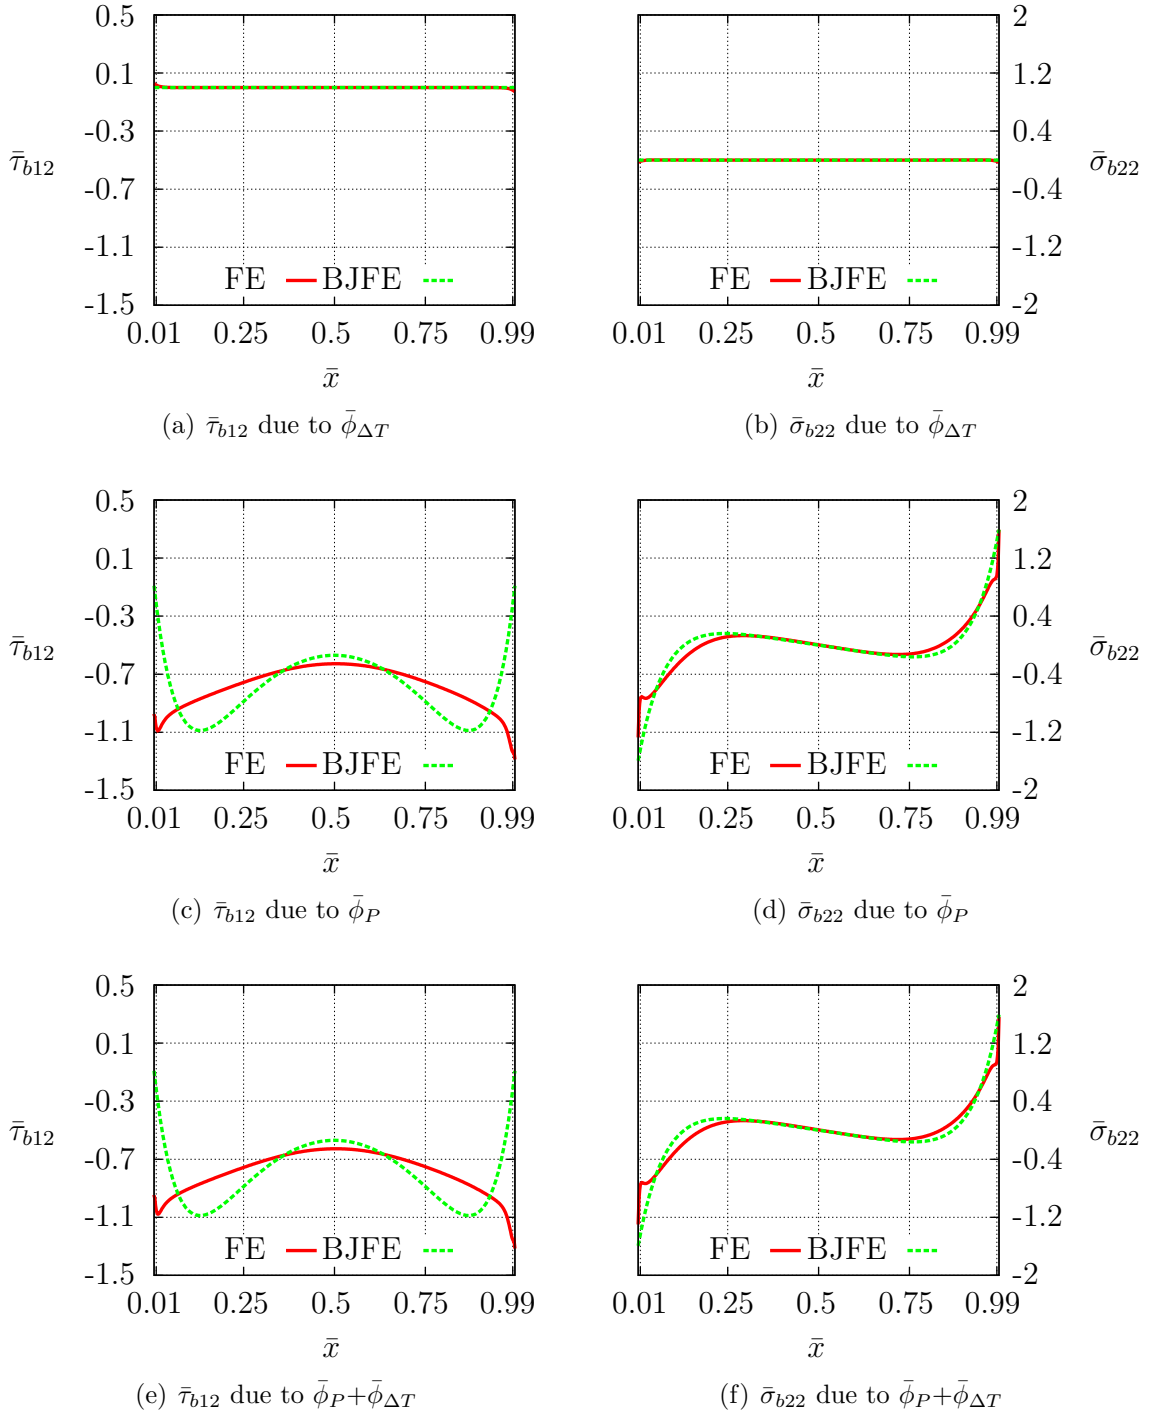 0.5
0.1
-0.3
-0.7
-1.1
-1.5
τ̄b12
FE BJFE
0.01 0.25 0.5 0.75 0.99
x̄
(a) τ̄b12 due to ϕ̄ΔT
2
1.2
0.4
-0.4
-1.2
-2
σ̄b22
FE BJFE
0.01 0.25 0.5 0.75 0.99
x̄
(b) σ̄b22 due to ϕ̄ΔT
0.5
0.1
-0.3
-0.7
-1.1
-1.5
τ̄b12
FE BJFE
0.01 0.25 0.5 0.75 0.99
x̄
(c) τ̄b12 due to ϕ̄P
2
1.2
0.4
-0.4
-1.2
-2
σ̄b22
FE BJFE
0.01 0.25 0.5 0.75 0.99
x̄
(d) σ̄b22 due to ϕ̄P
0.5
0.1
-0.3
-0.7
-1.1
-1.5
τ̄b12
FE BJFE
0.01 0.25 0.5 0.75 0.99
x̄
(e) τ̄b12 due to ϕ̄P+ϕ̄ΔT
2
1.2
0.4
-0.4
-1.2
-2
σ̄b22
FE BJFE
0.01 0.25 0.5 0.75 0.99
x̄
(f) σ̄b22 due to ϕ̄P+ϕ̄ΔT